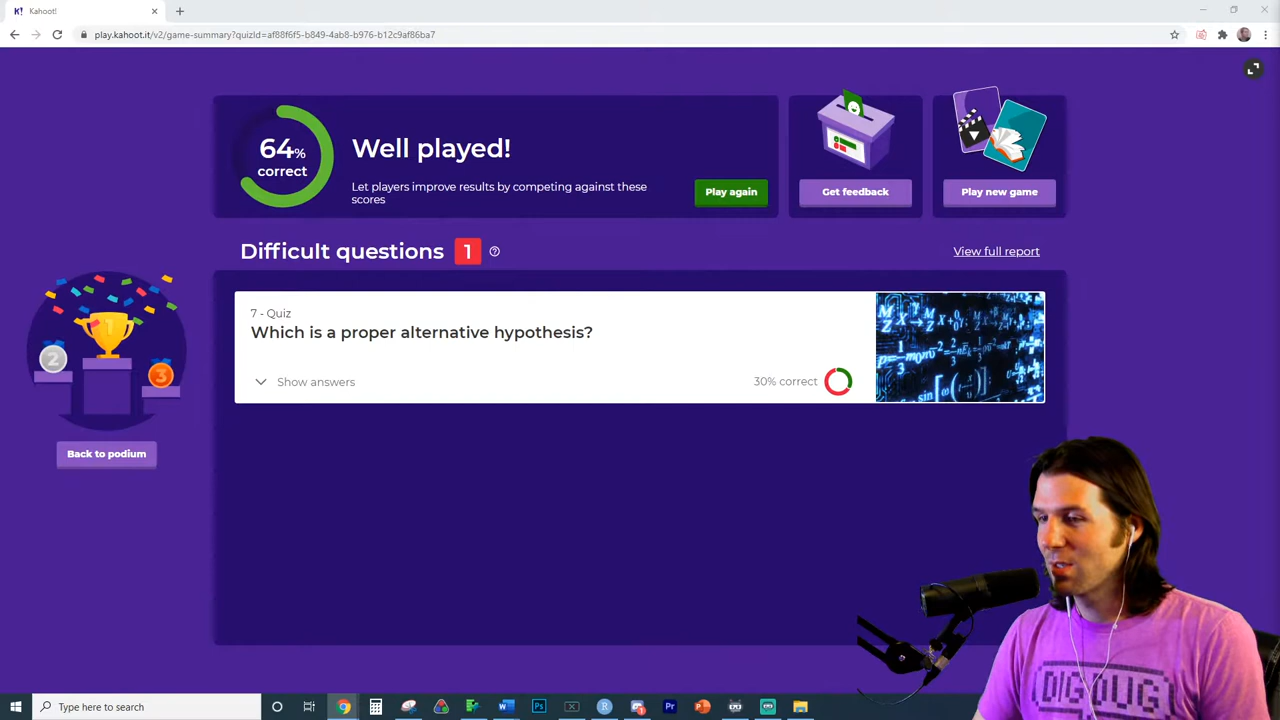 K! Kahoot!
play.kahoot.it/v2/game-summary?quizId=af88f6f5-b849-4ab8-b976-b12c9af86ba7
64%
correct
Well played!
Let players improve results by competing against these
scores
Play again
Get feedback
Play new game
Difficult questions 1
View full report
7 - Quiz
Which is a proper alternative hypothesis?
Show answers
30% correct
1
2
3
Back to podium
DIG DUG
Type here to search